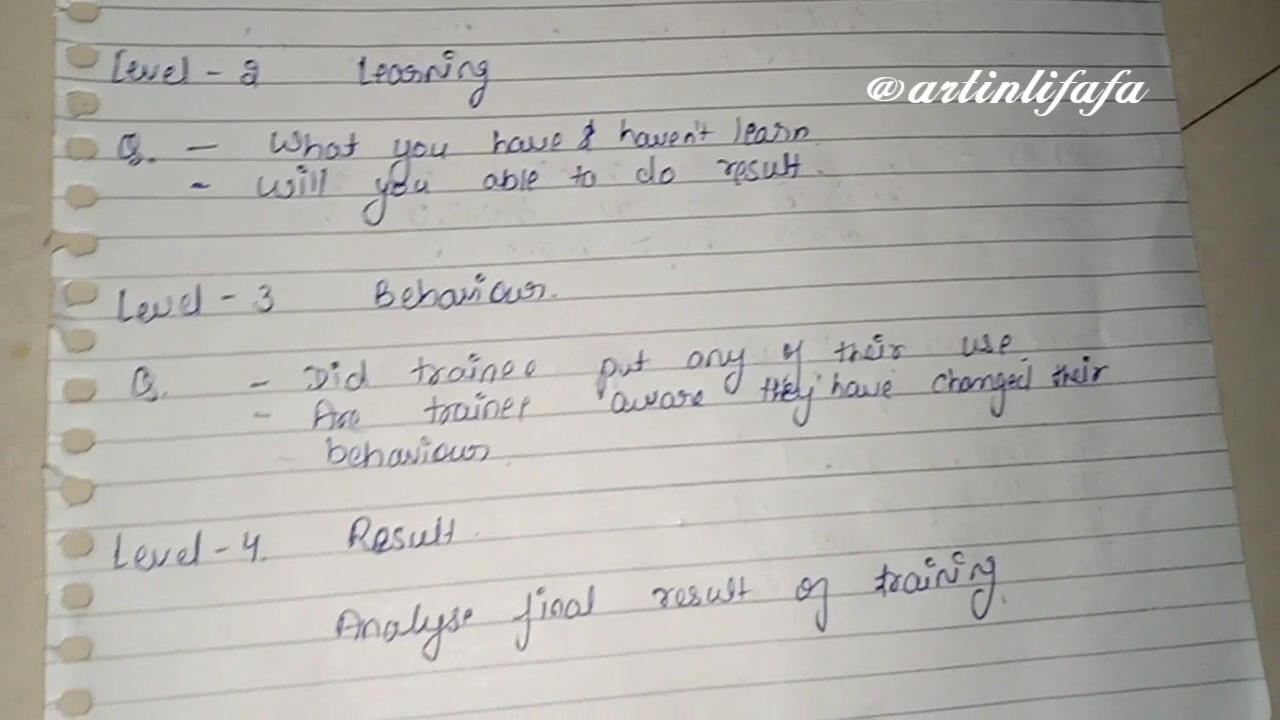 Level - 2 Learning
@artinlifafa
Q. - What you have & haven't learn
- Will you able to do result.
Level - 3 Behaviour.
Q. - Did trainee put any of their use
- Are trainee aware they have changed their
behaviour.
Level - 4. Result.
Analyse final result of training.